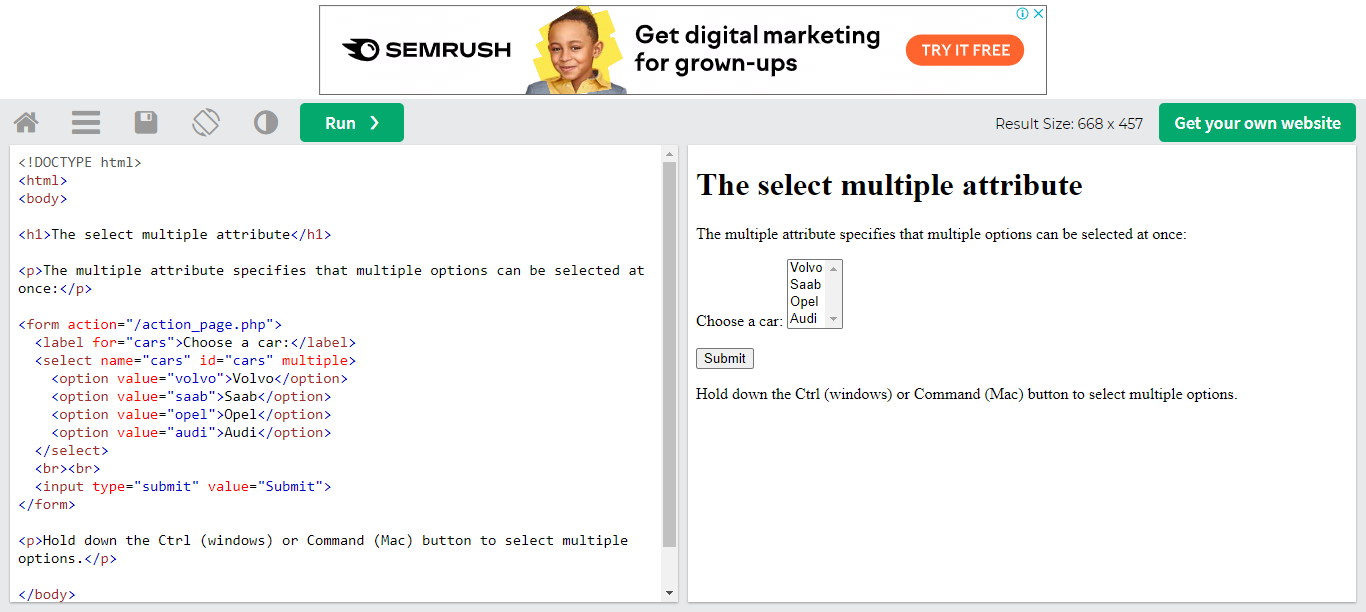 SEMRUSH
Get digital marketing
for grown-ups
TRY IT FREE
Run ❯
Result Size: 668 x 457
Get your own website
<!DOCTYPE html>
<html>
<body>
<h1>The select multiple attribute</h1>
<p>The multiple attribute specifies that multiple options can be selected at
once:</p>
<form action="/action_page.php">
<label for="cars">Choose a car:</label>
<select name="cars" id="cars" multiple>
<option value="volvo">Volvo</option>
<option value="saab">Saab</option>
<option value="opel">Opel</option>
<option value="audi">Audi</option>
</select>
<br><br>
<input type="submit" value="Submit">
</form>
<p>Hold down the Ctrl (windows) or Command (Mac) button to select multiple
options.</p>
</body>
The select multiple attribute
The multiple attribute specifies that multiple options can be selected at once:
Volvo
Saab
Opel
Audi
Choose a car:
Submit
Hold down the Ctrl (windows) or Command (Mac) button to select multiple options.